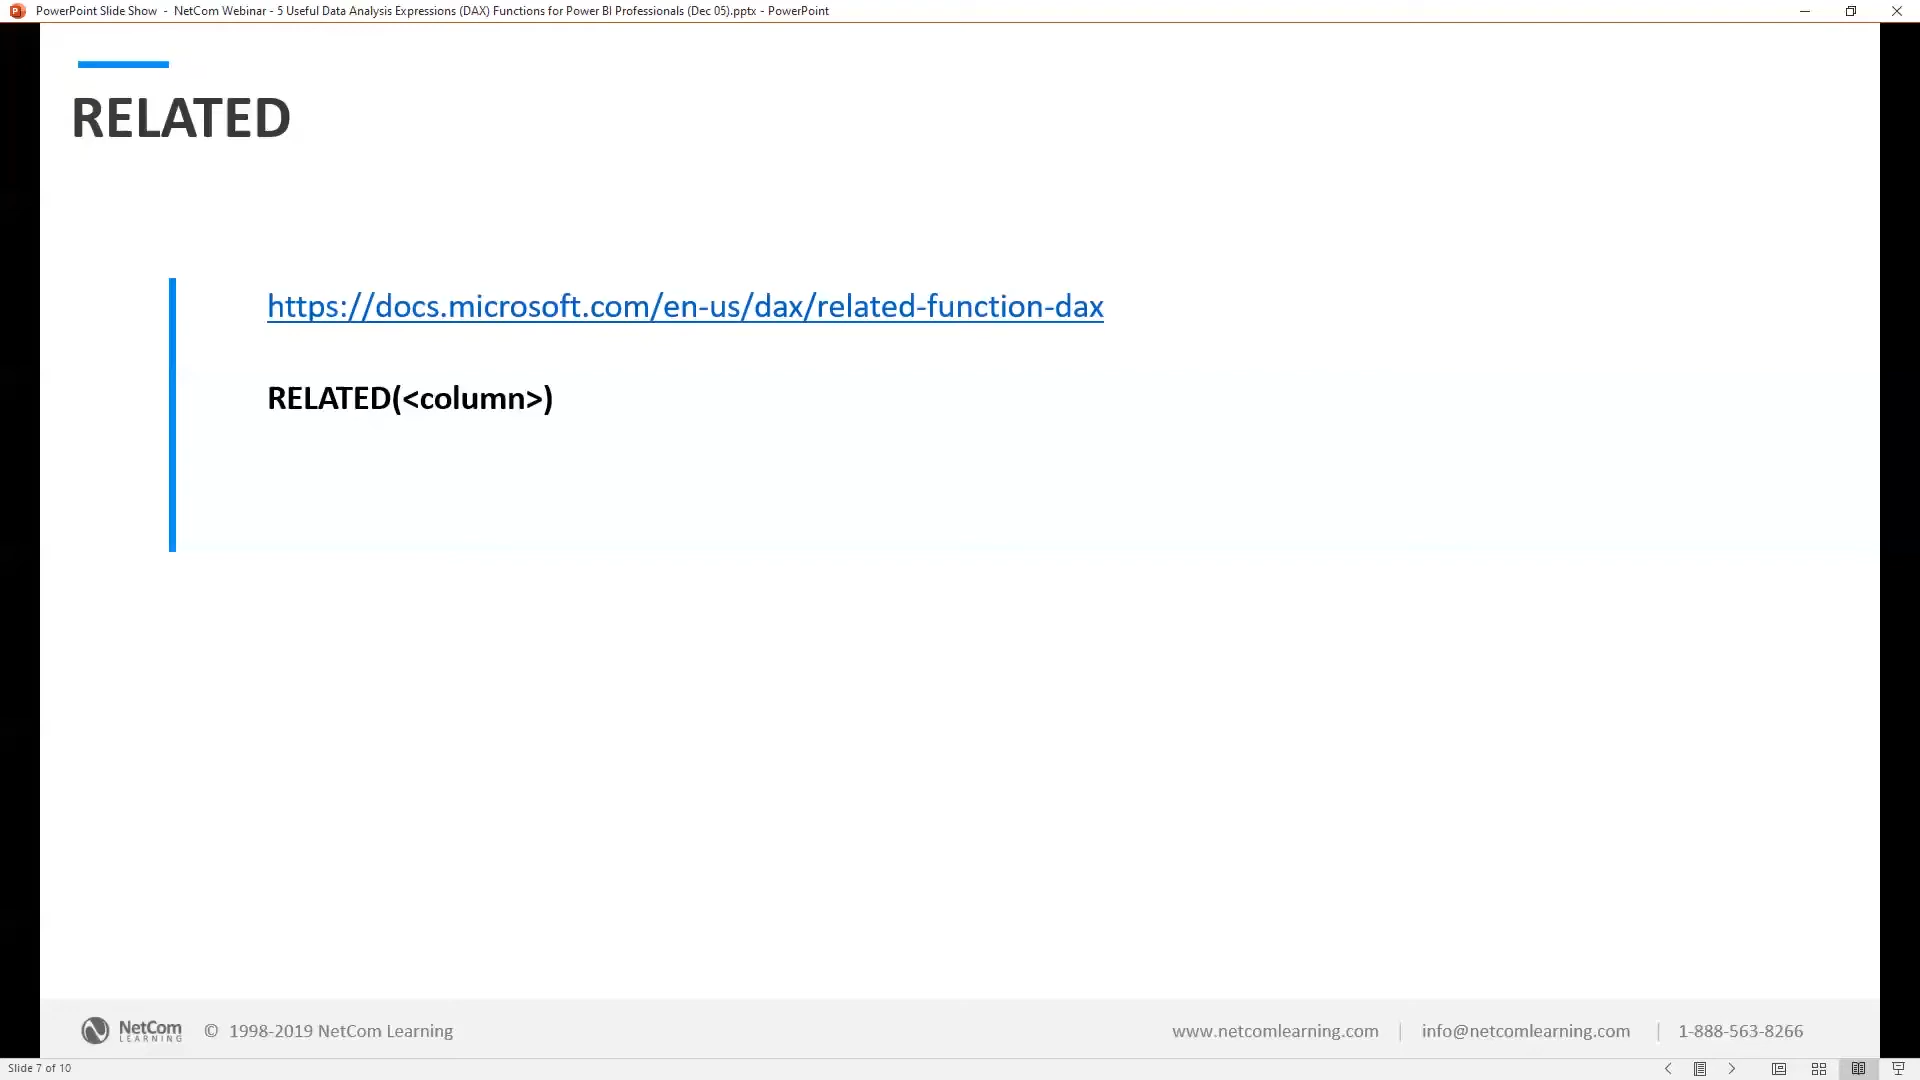 PowerPoint Slide Show - NetCom Webinar - 5 Useful Data Analysis Expressions (DAX) Functions for Power BI Professionals (Dec 05).pptx - PowerPoint
RELATED
https://docs.microsoft.com/en-us/dax/related-function-dax
RELATED(<column>)
NetCom
LEARNING
© 1998-2019 NetCom Learning
www.netcomlearning.com | info@netcomlearning.com | 1-888-563-8266
Slide 7 of 10